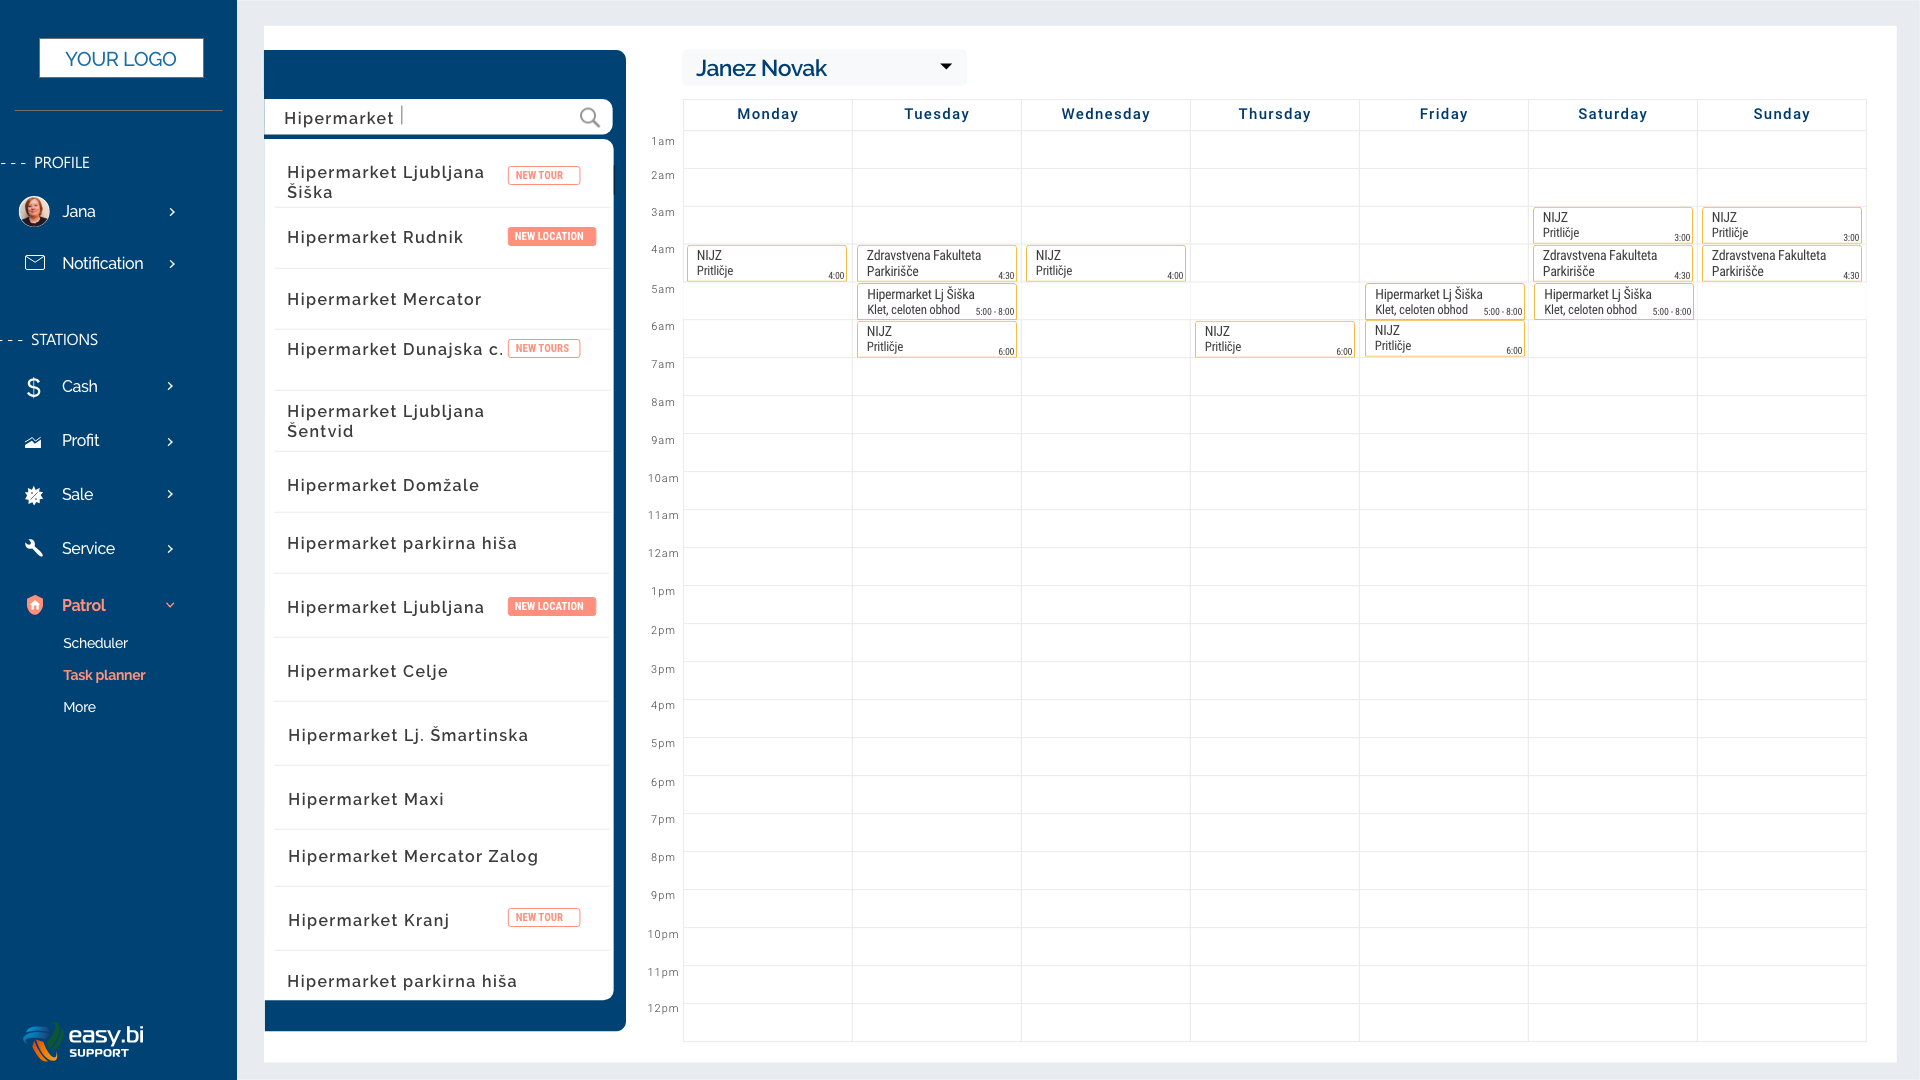 YOUR LOGO
- - - PROFILE
Jana
Notification
- - - STATIONS
$ Cash
Profit
Sale
Service
Patrol
Scheduler
Task planner
More
easy.bi
SUPPORT
Hipermarket
Hipermarket Ljubljana
Šiška
NEW TOUR
Hipermarket Rudnik
NEW LOCATION
Hipermarket Mercator
Hipermarket Dunajska c.
NEW TOURS
Hipermarket Ljubljana
Šentvid
Hipermarket Domžale
Hipermarket parkirna hiša
Hipermarket Ljubljana
NEW LOCATION
Hipermarket Celje
Hipermarket Lj. Šmartinska
Hipermarket Maxi
Hipermarket Mercator Zalog
Hipermarket Kranj
NEW TOUR
Hipermarket parkirna hiša
Janez Novak
Monday Tuesday Wednesday Thursday Friday Saturday Sunday
1am
2am
3am
4am
5am
6am
7am
8am
9am
10am
11am
12am
1pm
2pm
3pm
4pm
5pm
6pm
7pm
8pm
9pm
10pm
11pm
12pm
NIJZ
Pritličje 4:00
Zdravstvena Fakulteta
Parkirišče 4:30
Hipermarket Lj Šiška
Klet, celoten obhod 5:00 - 8:00
NIJZ
Pritličje 6:00
NIJZ
Pritličje 4:00
NIJZ
Pritličje 6:00
Hipermarket Lj Šiška
Klet, celoten obhod 5:00 - 8:00
NIJZ
Pritličje 6:00
NIJZ
Pritličje 3:00
Zdravstvena Fakulteta
Parkirišče 4:30
Hipermarket Lj Šiška
Klet, celoten obhod 5:00 - 8:00
NIJZ
Pritličje 3:00
Zdravstvena Fakulteta
Parkirišče 4:30